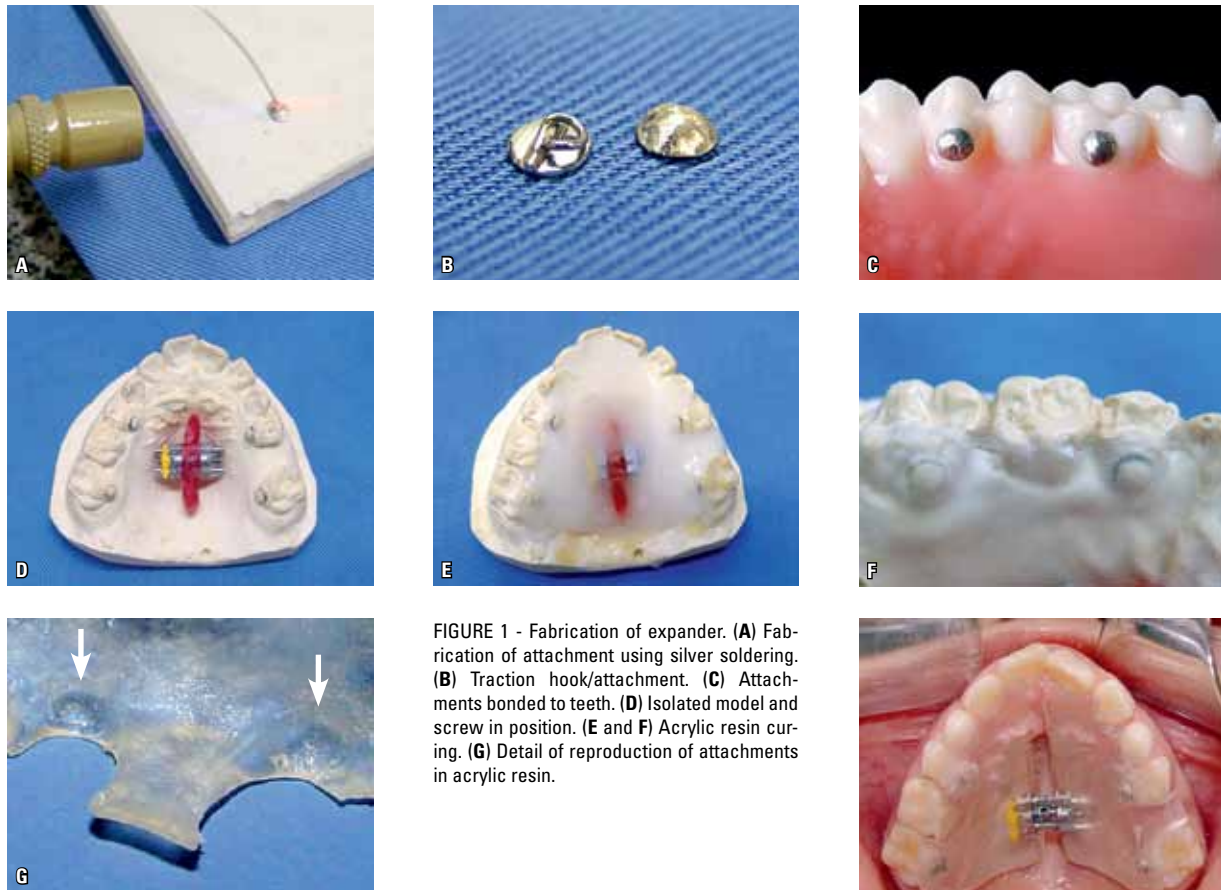 A
B
C
D
E
F
G
FIGURE 1 - Fabrication of expander. (A) Fab-
rication of attachment using silver soldering.
(B) Traction hook/attachment. (C) Attach-
ments bonded to teeth. (D) Isolated model and
screw in position. (E and F) Acrylic resin cur-
ing. (G) Detail of reproduction of attachments
in acrylic resin.